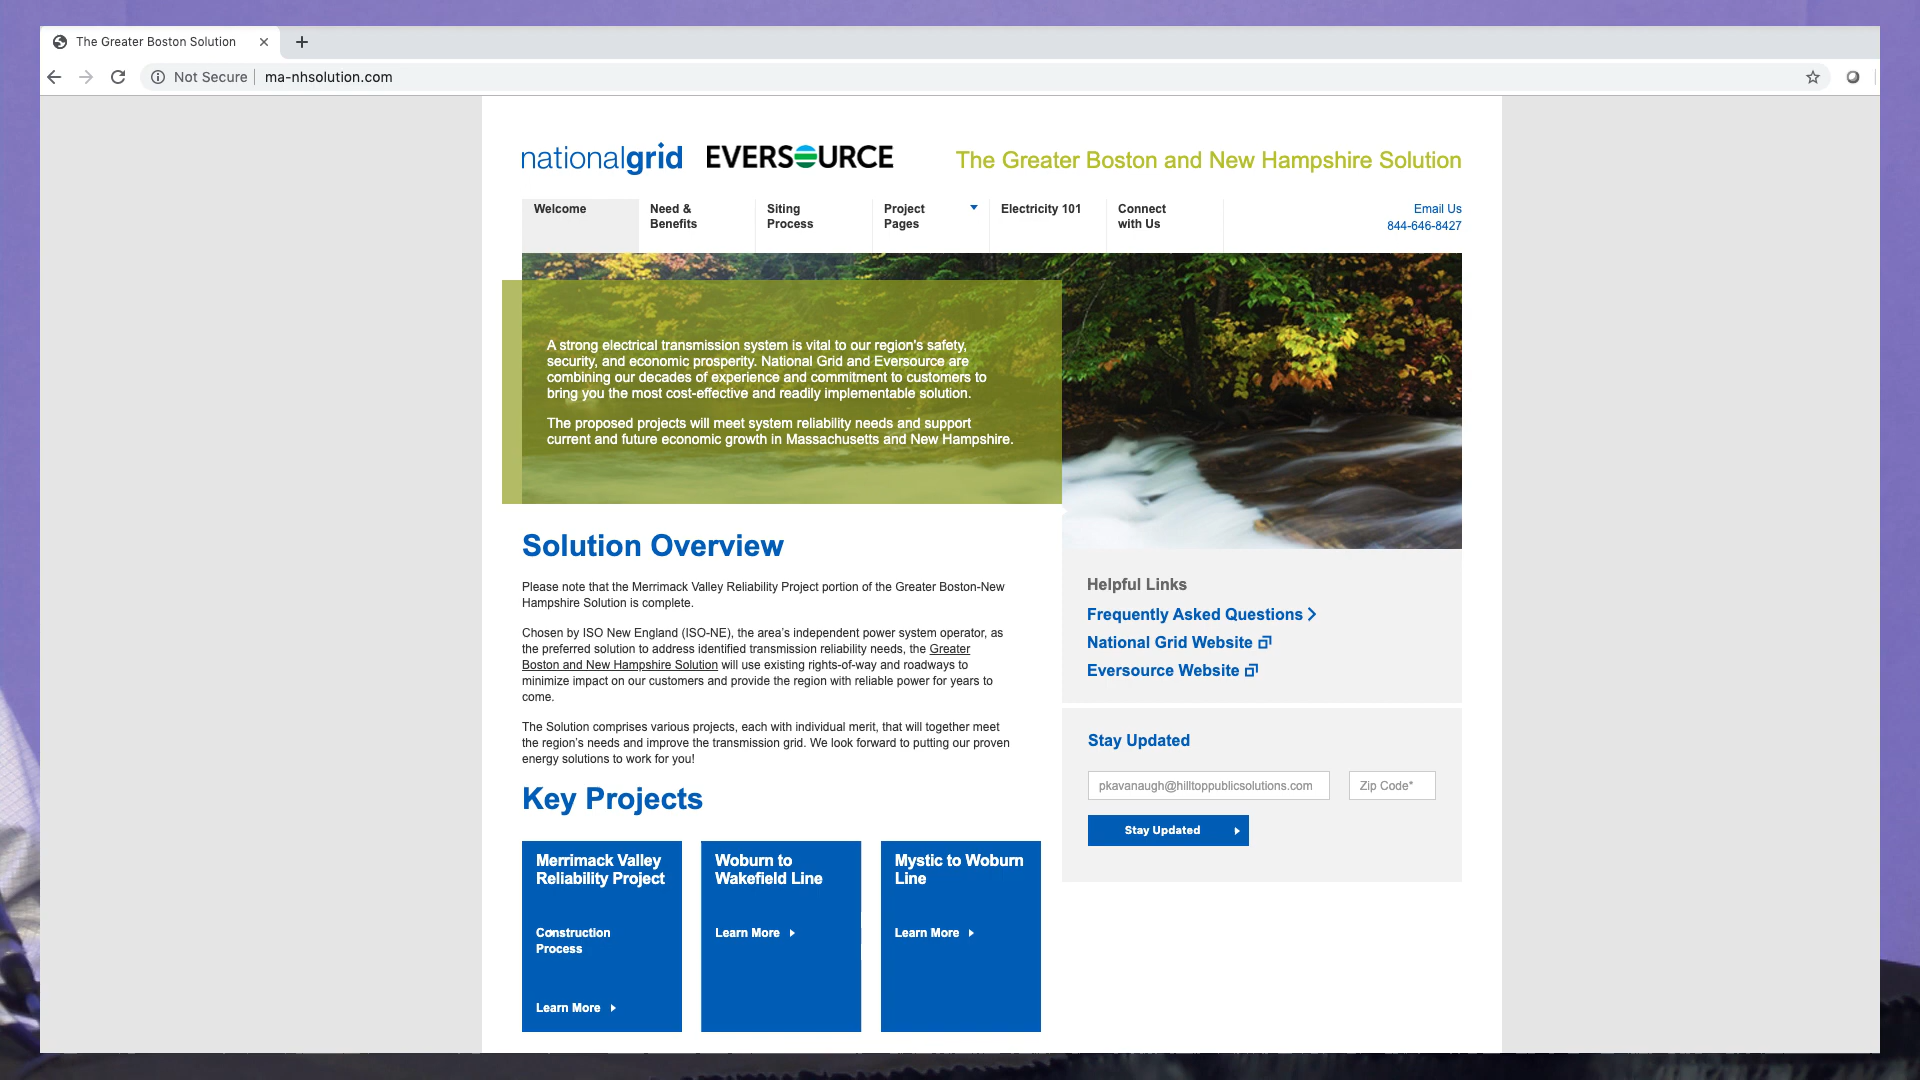 The Greater Boston Solution
Not Secure
ma-nhsolution.com
nationalgrid
EVERSOURCE
The Greater Boston and New Hampshire Solution
Welcome
Need &
Benefits
Siting
Process
Project
Pages
Electricity 101
Connect
with Us
Email Us
844-646-8427
A strong electrical transmission system is vital to our region's safety,
security, and economic prosperity. National Grid and Eversource are
combining our decades of experience and commitment to customers to
bring you the most cost-effective and readily implementable solution.
The proposed projects will meet system reliability needs and support
current and future economic growth in Massachusetts and New Hampshire.
Solution Overview
Please note that the Merrimack Valley Reliability Project portion of the Greater Boston-New
Hampshire Solution is complete.
Chosen by ISO New England (ISO-NE), the area's independent power system operator, as
the preferred solution to address identified transmission reliability needs, the Greater
Boston and New Hampshire Solution will use existing rights-of-way and roadways to
minimize impact on our customers and provide the region with reliable power for years to
come.
The Solution comprises various projects, each with individual merit, that will together meet
the region's needs and improve the transmission grid. We look forward to putting our proven
energy solutions to work for you!
Key Projects
Merrimack Valley
Reliability Project
Construction
Process
Learn More
Woburn to
Wakefield Line
Learn More
Mystic to Woburn
Line
Learn More
Helpful Links
Frequently Asked Questions
National Grid Website
Eversource Website
Stay Updated
pkavanaugh@hilltoppublicsolutions.com
Zip Code*
Stay Updated